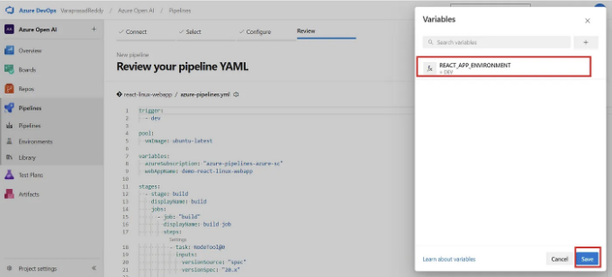 Azure DevOps VaraprasadReddy / Azure Open AI / Pipelines
Azure Open AI
Overview
Boards
Repos
Pipelines
Pipelines
Environments
Library
Test Plans
Artifacts
Project settings
Connect
Select
Configure
Review
New pipeline
Review your pipeline YAML
react-linux-webapp / azure-pipelines.yml
1 trigger:
2 - dev
3
4 pool:
5 vmImage: ubuntu-latest
6
7 variables:
8 azureSubscription: "azure-pipelines-azure-rc"
9 webAppName: demo-react-linux-webapp
10
11 stages:
12 - stage: build
13 displayName: build
14 jobs:
15 - job: "build"
16 displayName: build job
17 steps:
Settings
18 - task: NodeTool@0
19 inputs:
20 versionSource: "spec"
21 versionSpec: "20.x"
Variables
Search variables
fx REACT_APP_ENVIRONMENT
= DEV
Learn about variables
Cancel
Save